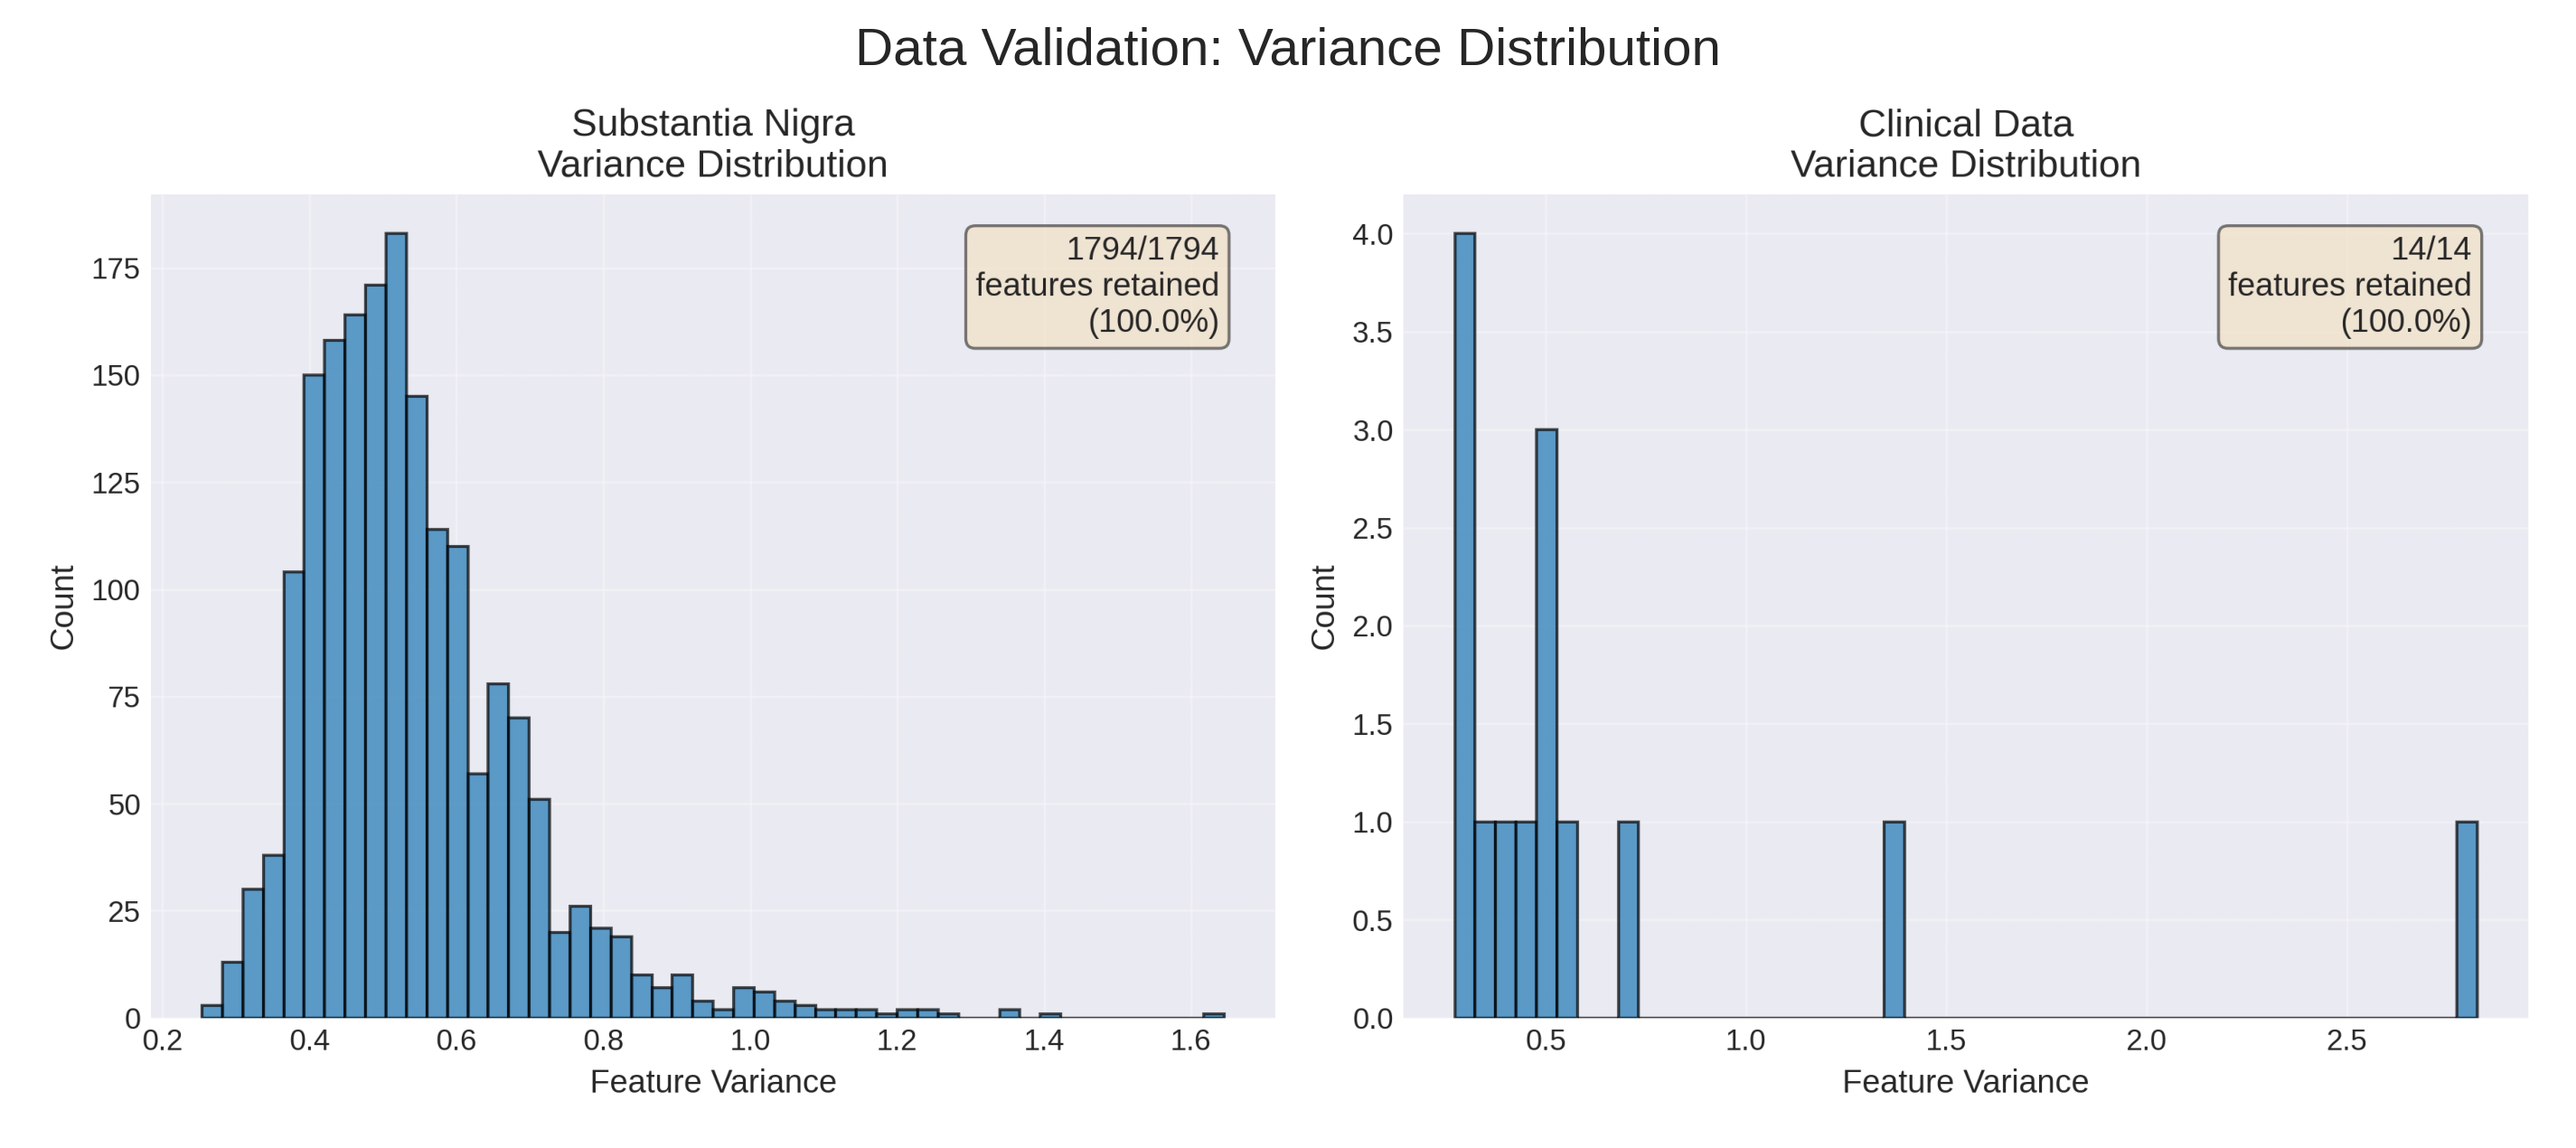 Data Validation: Variance Distribution
Substantia Nigra
Variance Distribution
1794/1794
features retained
(100.0%)
Count
175
150
125
100
75
50
25
0
0.2 0.4 0.6 0.8 1.0 1.2 1.4 1.6
Feature Variance
Clinical Data
Variance Distribution
14/14
features retained
(100.0%)
Count
4.0
3.5
3.0
2.5
2.0
1.5
1.0
0.5
0.0
0.5 1.0 1.5 2.0 2.5
Feature Variance